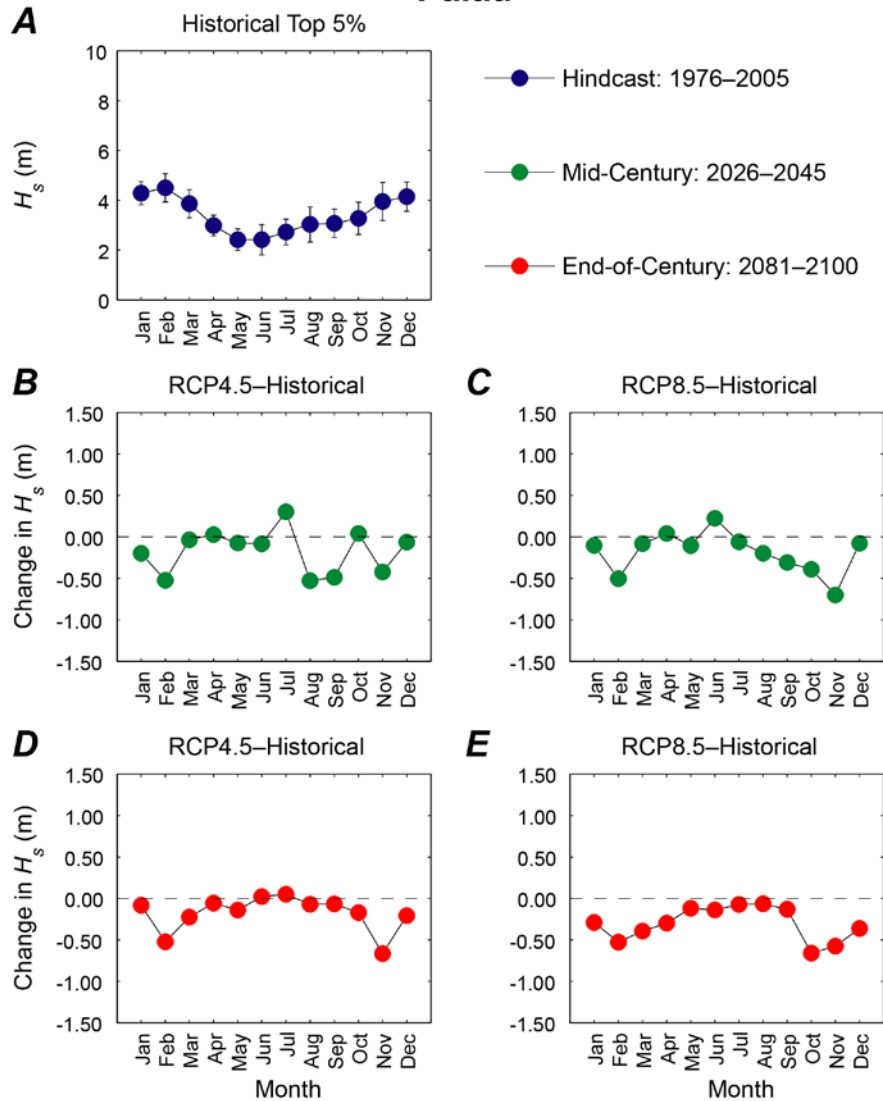 A
Historical Top 5%
10
8
6
4
2
0
Hs (m)
Jan Feb Mar Apr May Jun Jul Aug Sep Oct Nov Dec
Hindcast: 1976–2005
Mid-Century: 2026–2045
End-of-Century: 2081–2100
B
RCP4.5–Historical
1.50
1.00
0.50
0.00
-0.50
-1.00
-1.50
Change in Hs (m)
Jan Feb Mar Apr May Jun Jul Aug Sep Oct Nov Dec
C
RCP8.5–Historical
1.50
1.00
0.50
0.00
-0.50
-1.00
-1.50
Jan Feb Mar Apr May Jun Jul Aug Sep Oct Nov Dec
D
RCP4.5–Historical
1.50
1.00
0.50
0.00
-0.50
-1.00
-1.50
Change in Hs (m)
Jan Feb Mar Apr May Jun Jul Aug Sep Oct Nov Dec
Month
E
RCP8.5–Historical
1.50
1.00
0.50
0.00
-0.50
-1.00
-1.50
Jan Feb Mar Apr May Jun Jul Aug Sep Oct Nov Dec
Month